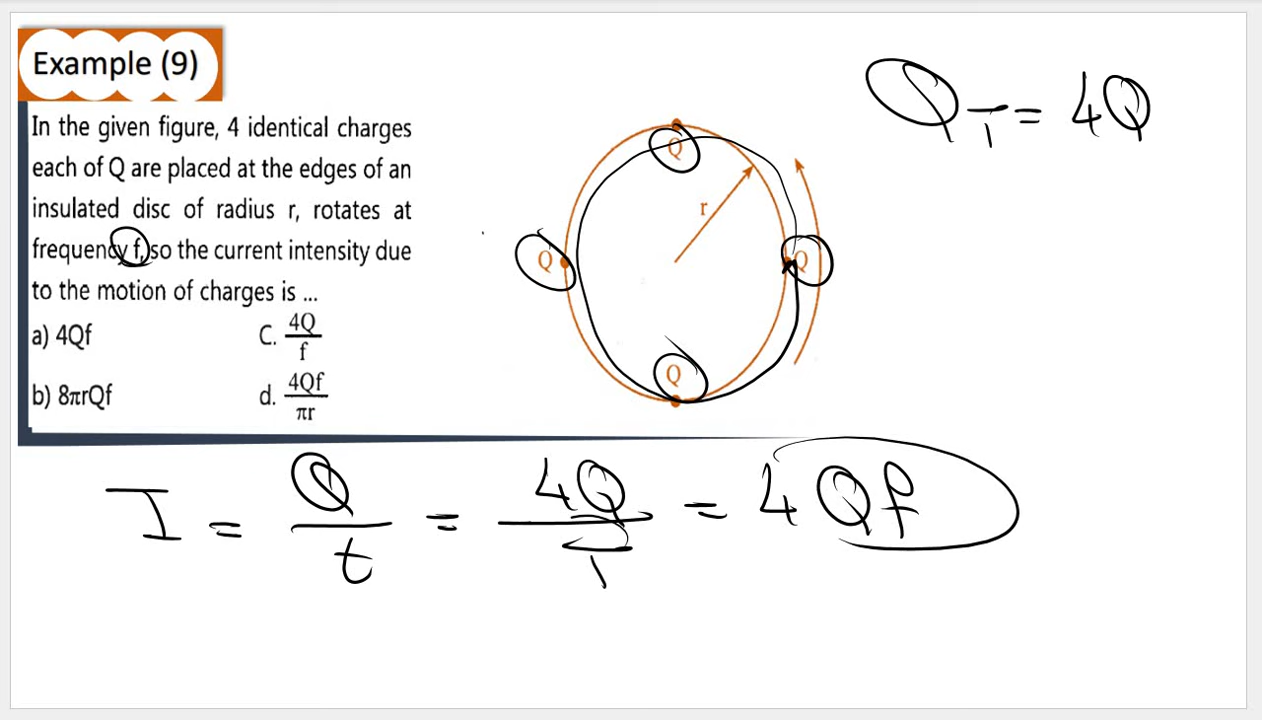 Example (9)
In the given figure, 4 identical charges
each of Q are placed at the edges of an
insulated disc of radius r, rotates at
frequency f, so the current intensity due
to the motion of charges is ...
a) 4Qf
C. 4Q/f
b) 8πrQf
d. 4Qf/πr
Q
r
Q
Q
Q
Q_T = 4Q
I = Q/t = 4Q/T = 4Qf